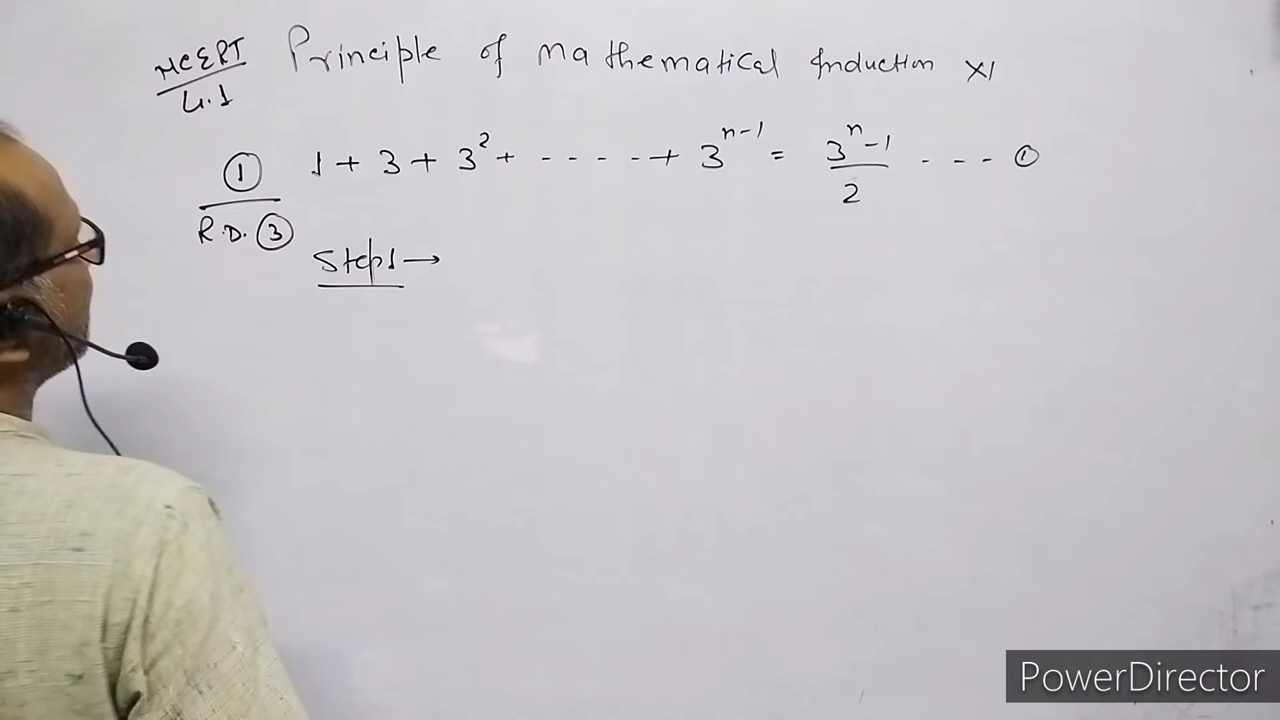 NCERT Principle of Mathematical Induction XI
4.1
① 1 + 3 + 3² + - - - - - + 3ⁿ⁻¹ = (3ⁿ - 1)/2 - - - ①
R.D. ③
Step1 →
PowerDirector